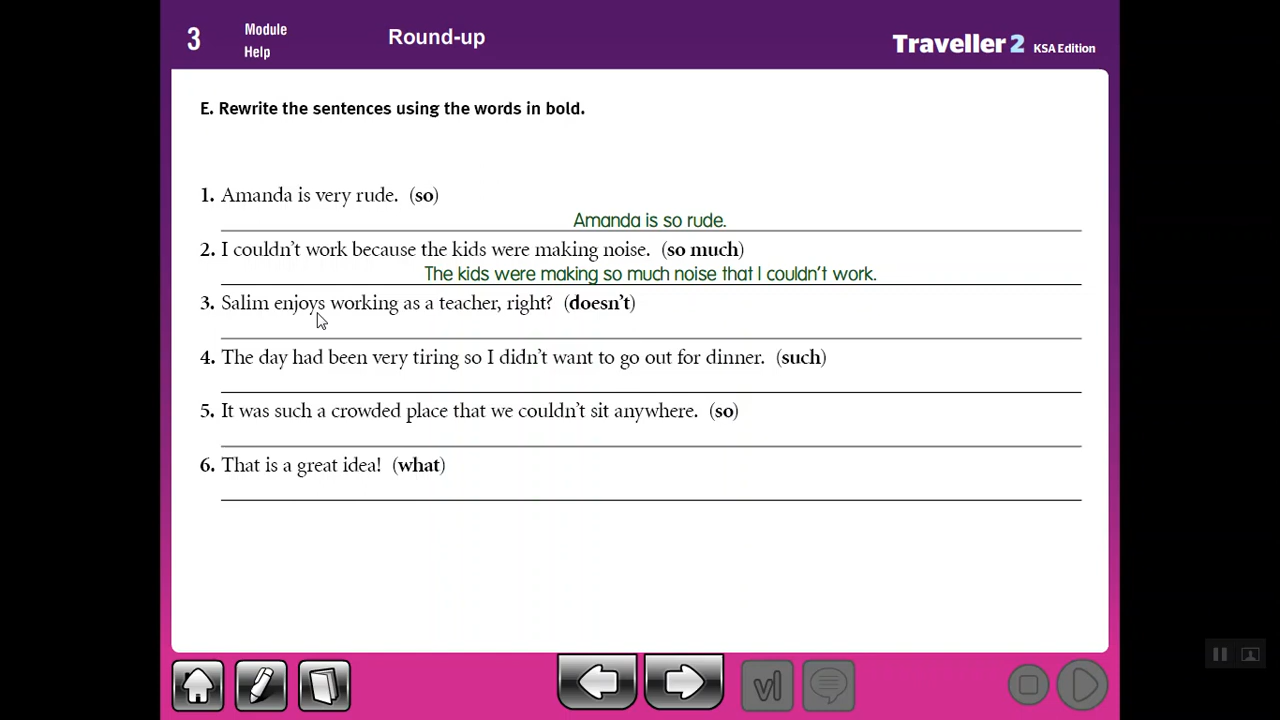 3
Module
Help
Round-up
Traveller 2 KSA Edition
E. Rewrite the sentences using the words in bold.
1. Amanda is very rude. (so)
Amanda is so rude.
2. I couldn't work because the kids were making noise. (so much)
The kids were making so much noise that I couldn't work.
3. Salim enjoys working as a teacher, right? (doesn't)
4. The day had been very tiring so I didn't want to go out for dinner. (such)
5. It was such a crowded place that we couldn't sit anywhere. (so)
6. That is a great idea! (what)
vl